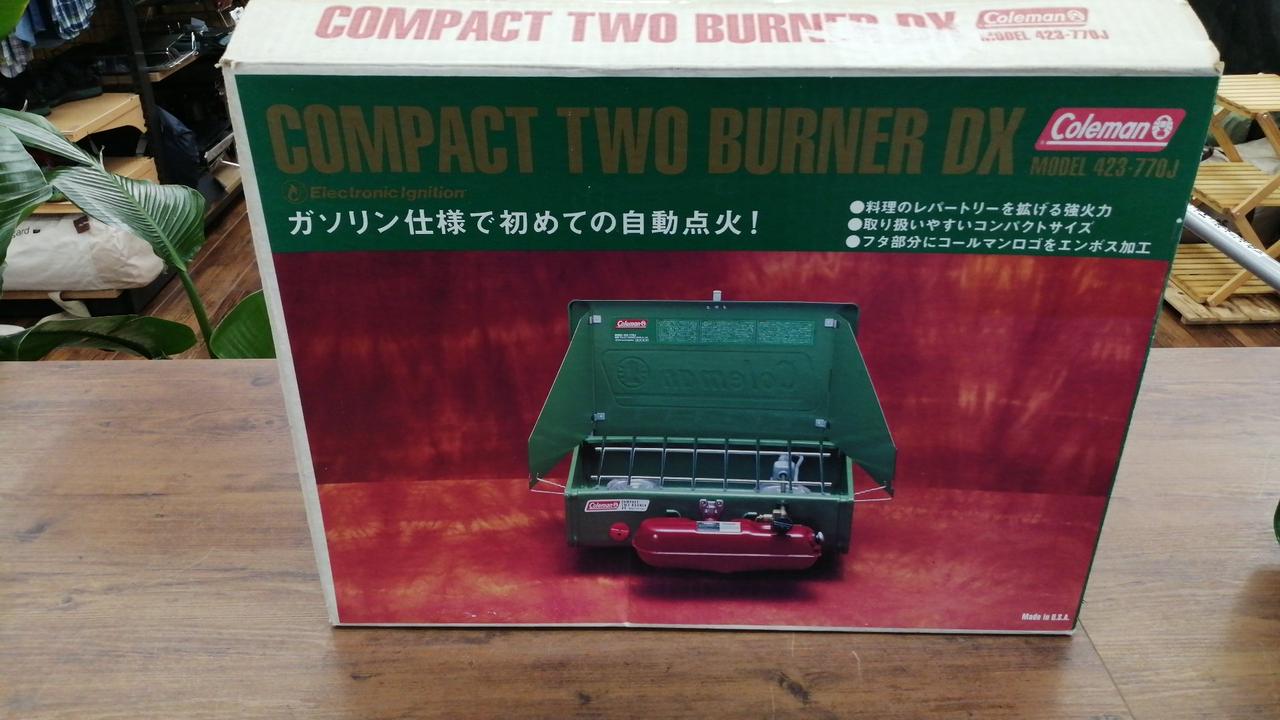 COMPACT TWO BURNER DX
Coleman
MODEL 423-770J
COMPACT TWO BURNER DX
Coleman
MODEL 423-770J
Electronic Ignition
ガソリン仕様で初めての自動点火!
●料理のレパートリーを拡げる強火力
●取り扱いやすいコンパクトサイズ
●フタ部分にコールマンロゴをエンボス加工
Coleman
Coleman
Coleman
COMPACT
TWO BURNER
Made in U.S.A.